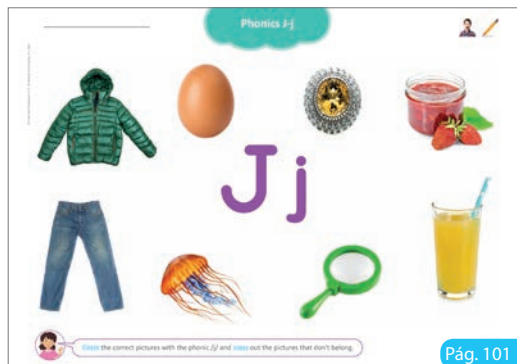 Phonics J-j
J j
Circle the correct pictures with the phonic /j/ and cross out the pictures that don't belong.
Pág. 101